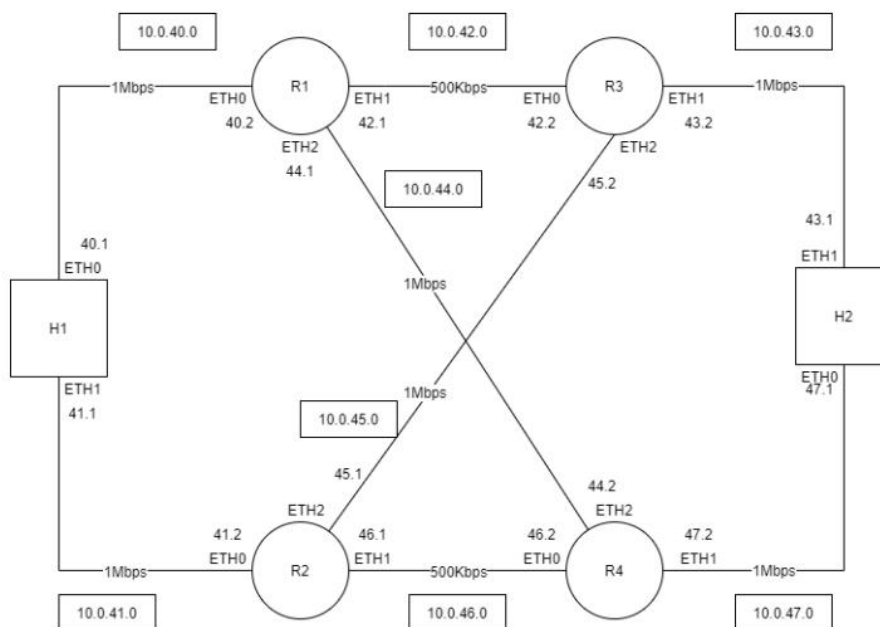 10.0.40.0
10.0.42.0
10.0.43.0
1Mbps
ETH0
R1
ETH1
500Kbps
ETH0
R3
ETH1
1Mbps
40.2
42.1
42.2
43.2
ETH2
ETH2
44.1
45.2
10.0.44.0
43.1
40.1
ETH1
ETH0
1Mbps
H1
H2
ETH1
ETH0
41.1
47.1
1Mbps
10.0.45.0
45.1
44.2
ETH2
ETH2
41.2
46.1
46.2
47.2
ETH0
ETH1
ETH0
ETH1
1Mbps
R2
500Kbps
R4
1Mbps
10.0.41.0
10.0.46.0
10.0.47.0